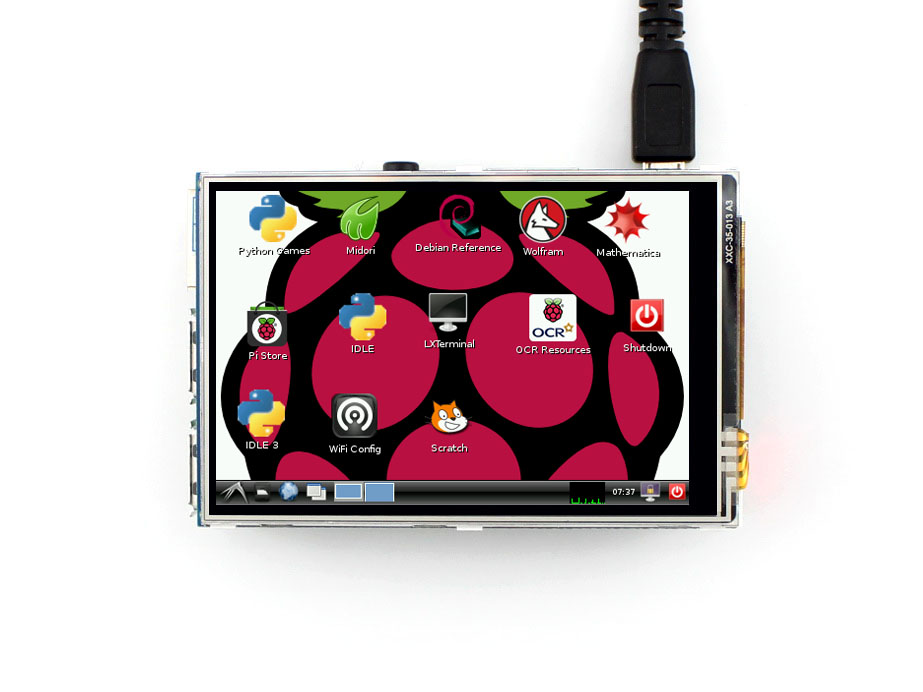 Python Games
Midori
Debian Reference
Wolfram
Mathematica
XXC-35-013 A3
Pi Store
IDLE
LXTerminal
OCR
OCR Resources
Shutdown
IDLE 3
WiFi Config
Scratch
07:37